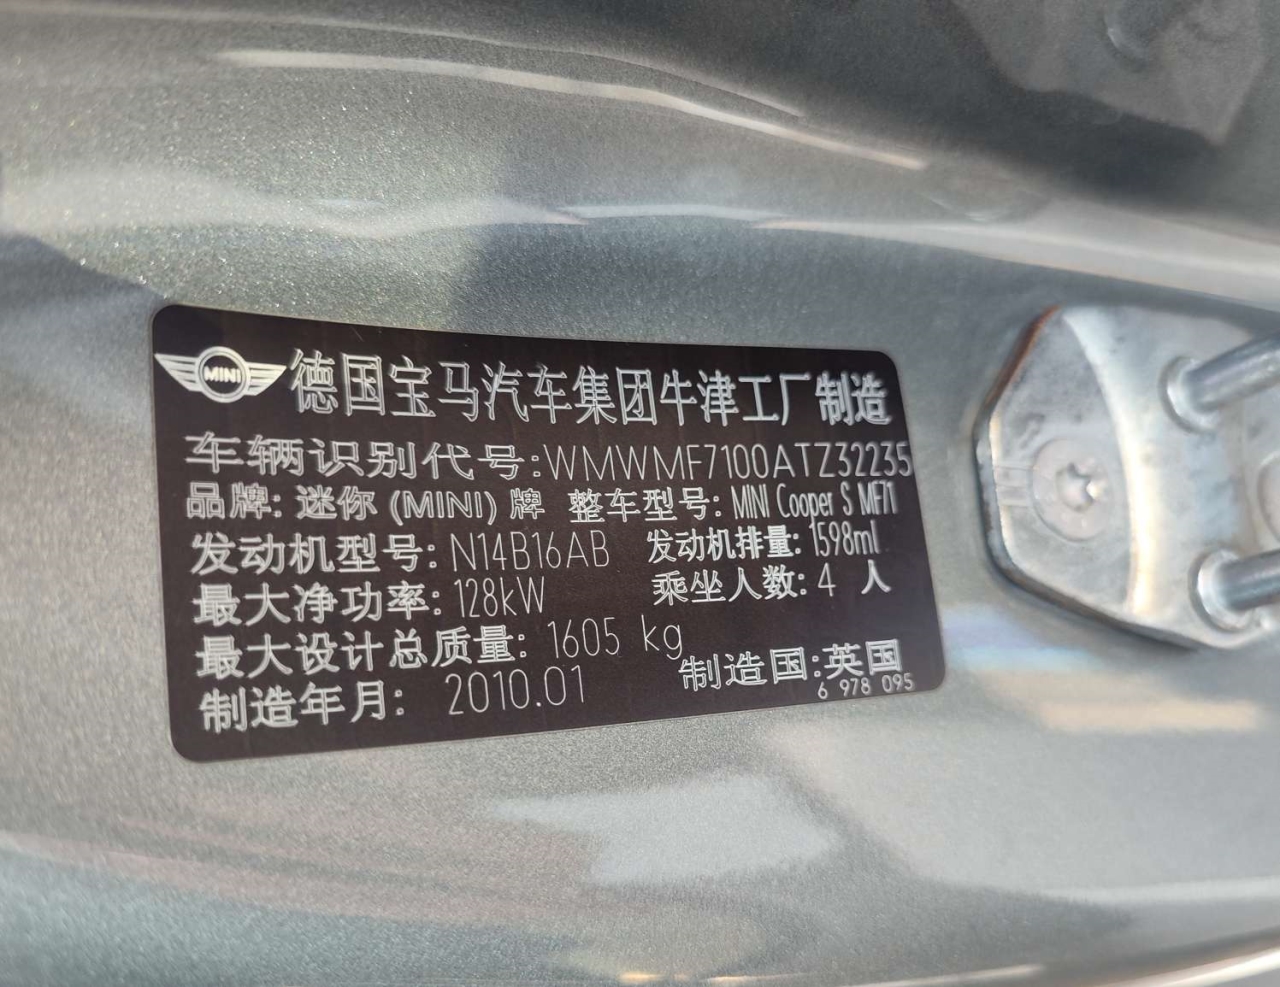 MINI 德国宝马汽车集团牛津工厂制造
车辆识别代号:WMWMF7100ATZ32235
品牌: 迷你 (MINI) 牌 整车型号: MINI Cooper S MF71
发动机型号: N14B16AB 发动机排量: 1598ml
最大净功率: 128kW 乘坐人数: 4 人
最大设计总质量: 1605 kg
制造年月: 2010.01 制造国:英国
6 978 095